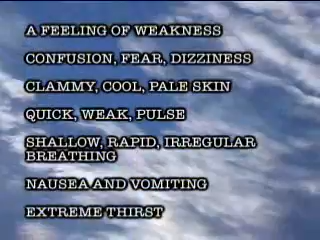 A FEELING OF WEAKNESS
CONFUSION, FEAR, DIZZINESS
CLAMMY, COOL, PALE SKIN
QUICK, WEAK, PULSE
SHALLOW, RAPID, IRREGULAR
BREATHING
NAUSEA AND VOMITING
EXTREME THIRST